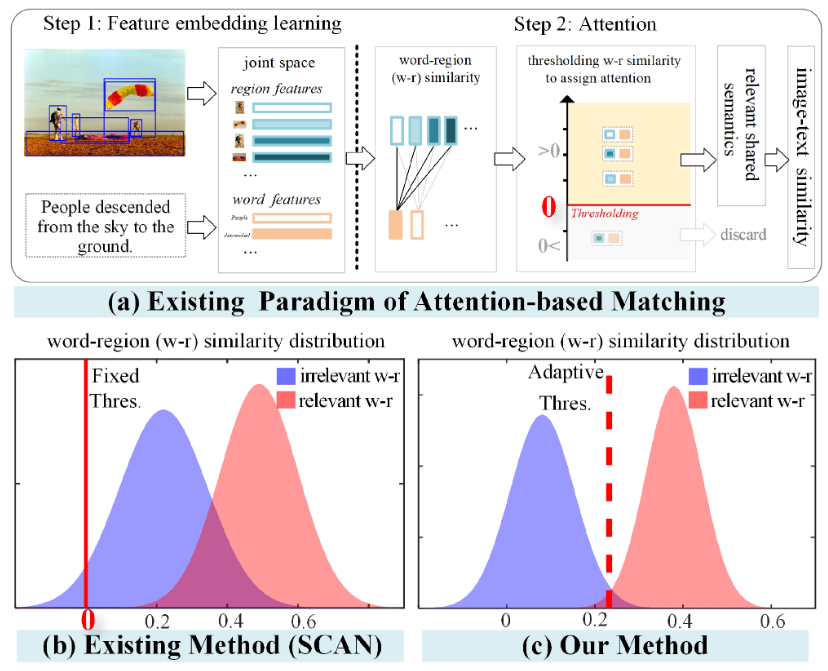 Step 1: Feature embedding learning
Step 2: Attention
joint space
region features
...
word features
People
descended
...
People descended
from the sky to the
ground.
word-region
(w-r) similarity
...
...
thresholding w-r similarity
to assign attention
>0
0
Thresholding
0<
discard
relevant shared
semantics
image-text similarity
(a) Existing Paradigm of Attention-based Matching
word-region (w-r) similarity distribution
Fixed
Thres.
irrelevant w-r
relevant w-r
0
0.2
0.4
0.6
(b) Existing Method (SCAN)
word-region (w-r) similarity distribution
Adaptive
Thres.
irrelevant w-r
relevant w-r
0
0.2
0.4
0.6
(c) Our Method